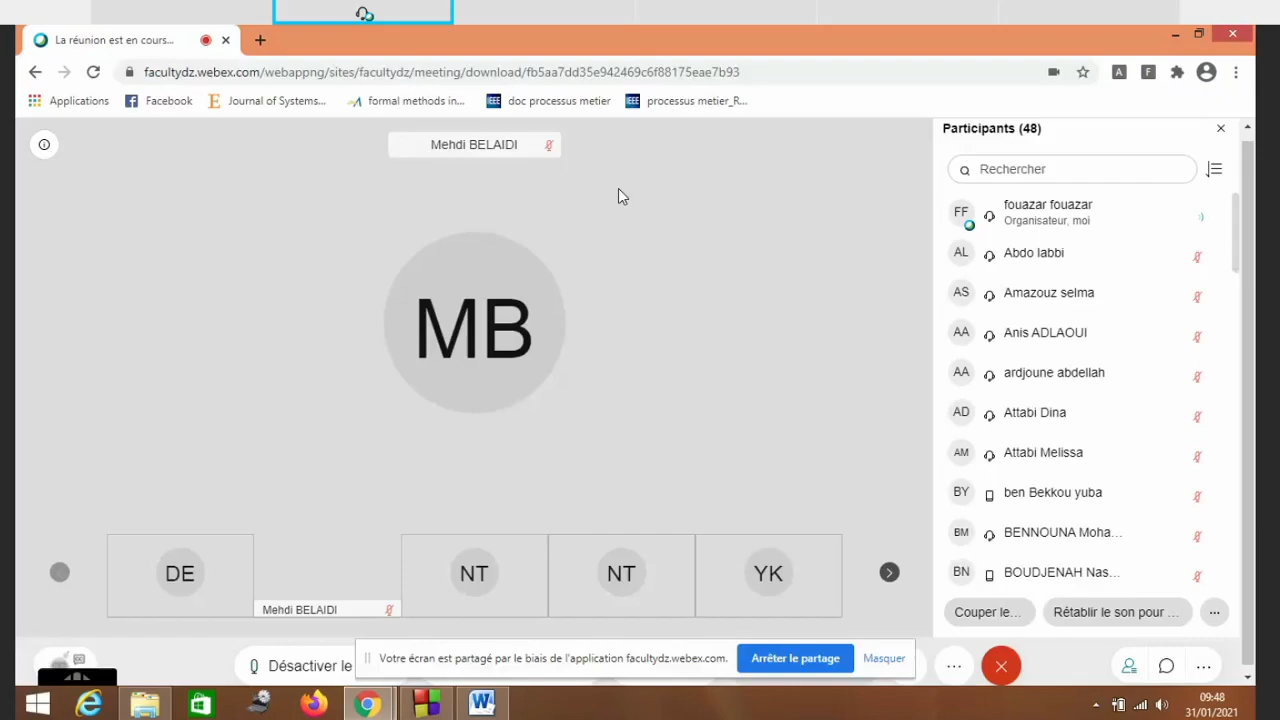 La réunion est en cours...
facultydz.webex.com/webappng/sites/facultydz/meeting/download/fb5aa7dd35e942469c6f88175eae7b93
A
F
Applications
Facebook
E
Journal of Systems...
formal methods in...
IEEE
doc processus metier
IEEE
processus metier_R...
Mehdi BELAIDI
MB
DE
Mehdi BELAIDI
NT
NT
YK
Participants (48)
Rechercher
FF
fouazar fouazar
Organisateur, moi
AL
Abdo labbi
AS
Amazouz selma
AA
Anis ADLAOUI
AA
ardjoune abdellah
AD
Attabi Dina
AM
Attabi Melissa
BY
ben Bekkou yuba
BM
BENNOUNA Moha...
BN
BOUDJENAH Nas...
Couper le...
Rétablir le son pour ...
Désactiver le
Votre écran est partagé par le biais de l'application facultydz.webex.com.
Arrêter le partage
Masquer
09:48
31/01/2021